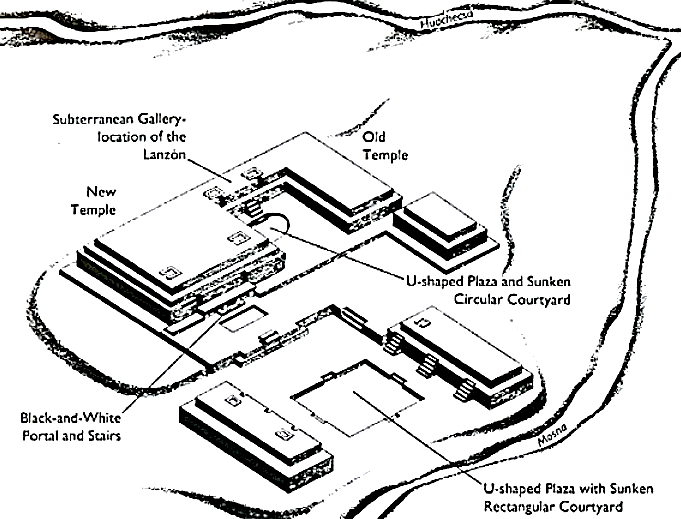 Huachecsa
Subterranean Gallery-
location of the
Lanzón
Old
Temple
New
Temple
U-shaped Plaza and Sunken
Circular Courtyard
Black-and-White
Portal and Stairs
Mosna
U-shaped Plaza with Sunken
Rectangular Courtyard